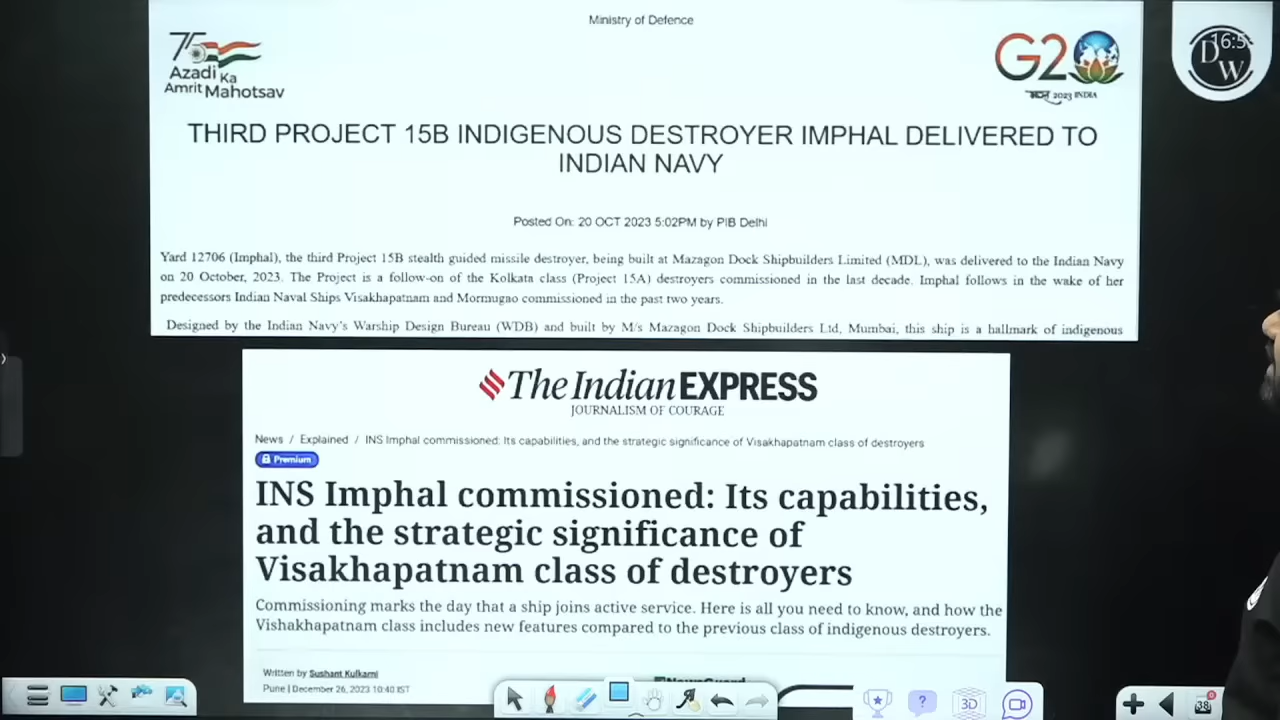 Ministry of Defence
75
Azadi Ka
Amrit Mahotsav
G20
भारत 2023 INDIA
16:5
D
W
THIRD PROJECT 15B INDIGENOUS DESTROYER IMPHAL DELIVERED TO
INDIAN NAVY
Posted On: 20 OCT 2023 5:02PM by PIB Delhi
Yard 12706 (Imphal), the third Project 15B stealth guided missile destroyer, being built at Mazagon Dock Shipbuilders Limited (MDL), was delivered to the Indian Navy
on 20 October, 2023. The Project is a follow-on of the Kolkata class (Project 15A) destroyers commissioned in the last decade. Imphal follows in the wake of her
predecessors Indian Naval Ships Visakhapatnam and Mormugao commissioned in the past two years.
Designed by the Indian Navy's Warship Design Bureau (WDB) and built by M/s Mazagon Dock Shipbuilders Ltd, Mumbai, this ship is a hallmark of indigenous
The Indian EXPRESS
JOURNALISM OF COURAGE
News / Explained / INS Imphal commissioned: Its capabilities, and the strategic significance of Visakhapatnam class of destroyers
Premium
INS Imphal commissioned: Its capabilities,
and the strategic significance of
Visakhapatnam class of destroyers
Commissioning marks the day that a ship joins active service. Here is all you need to know, and how the
Vishakhapatnam class includes new features compared to the previous class of indigenous destroyers.
Written by Sushant Kulkarni
Pune | December 26, 2023 10:40 IST
NewsGuard
3D
38
0